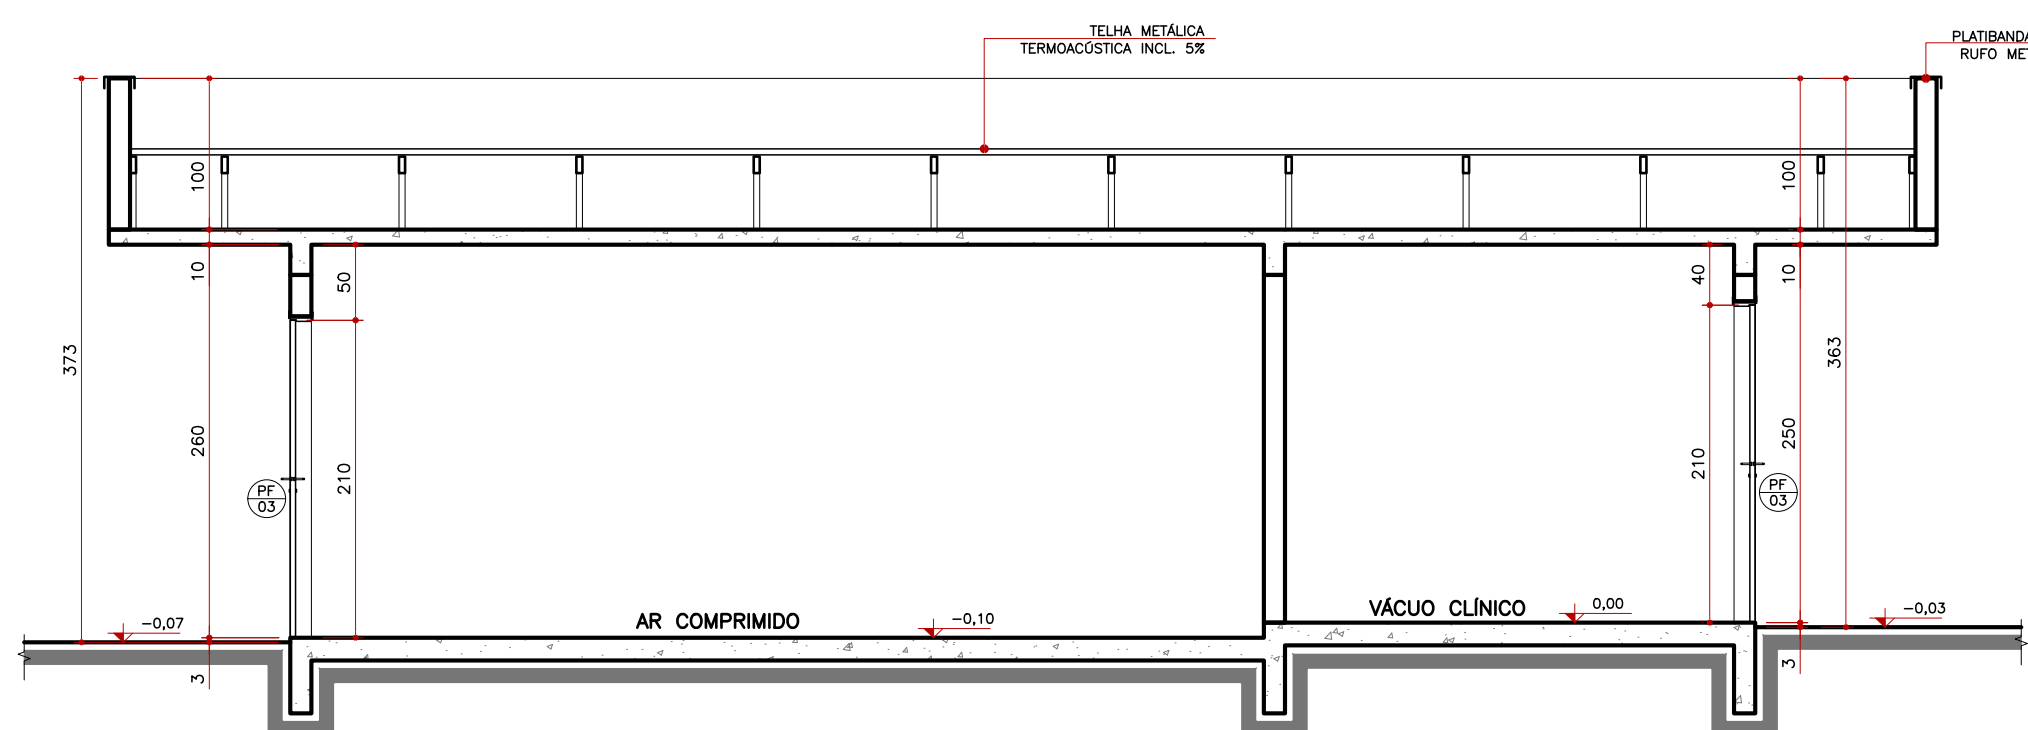 TELHA METÁLICA
TERMOACÚSTICA INCL. 5%
PLATIBANDA
RUFO
100
100
10
50
40
10
373
363
260
210
210
250
PF
03
PF
03
AR COMPRIMIDO
VÁCUO CLÍNICO
0,00
-0,07
-0,10
-0,03
3
3